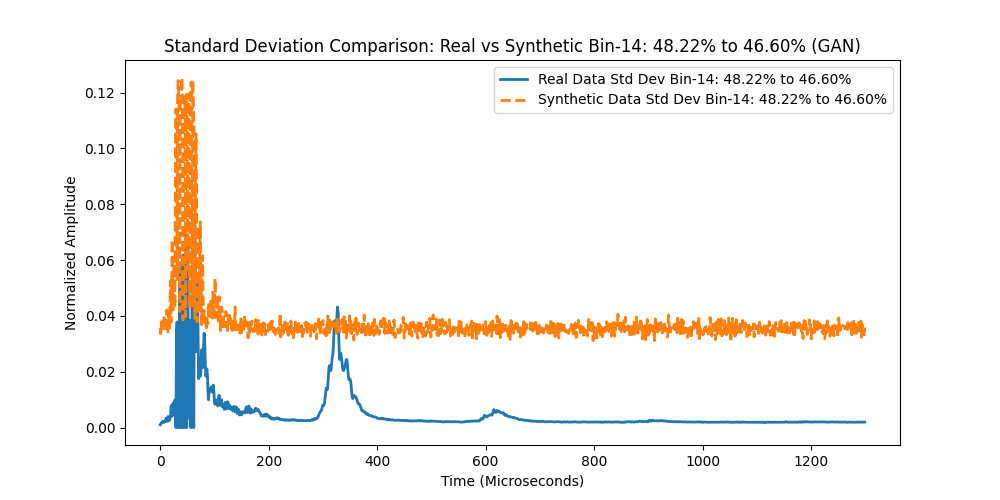 Standard Deviation Comparison: Real vs Synthetic Bin-14: 48.22% to 46.60% (GAN)
Real Data Std Dev Bin-14: 48.22% to 46.60%
Synthetic Data Std Dev Bin-14: 48.22% to 46.60%
Normalized Amplitude
0.12
0.10
0.08
0.06
0.04
0.02
0.00
0 200 400 600 800 1000 1200
Time (Microseconds)